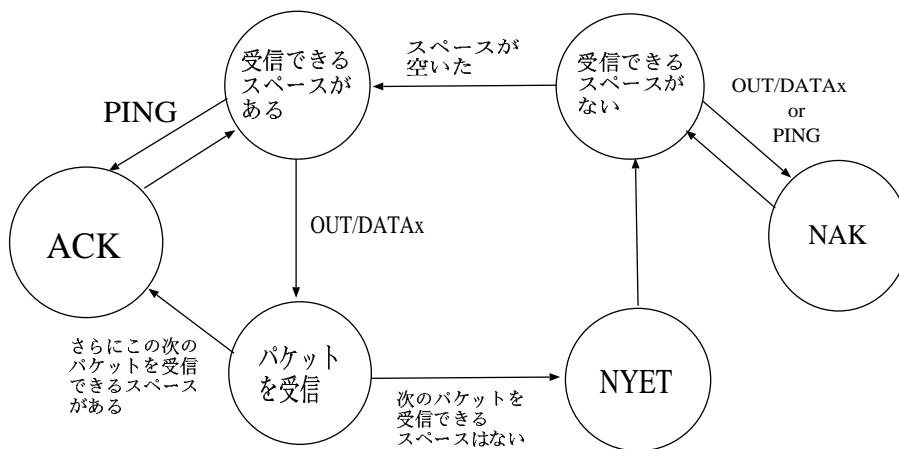 受信できる
スペースが
ある
スペースが
空いた
受信できる
スペースが
ない
OUT/DATAx
or
PING
PING
ACK
OUT/DATAx
NAK
さらにこの次の
パケットを受信
できるスペース
がある
パケット
を受信
次のパケットを
受信できる
スペースはない
NYET